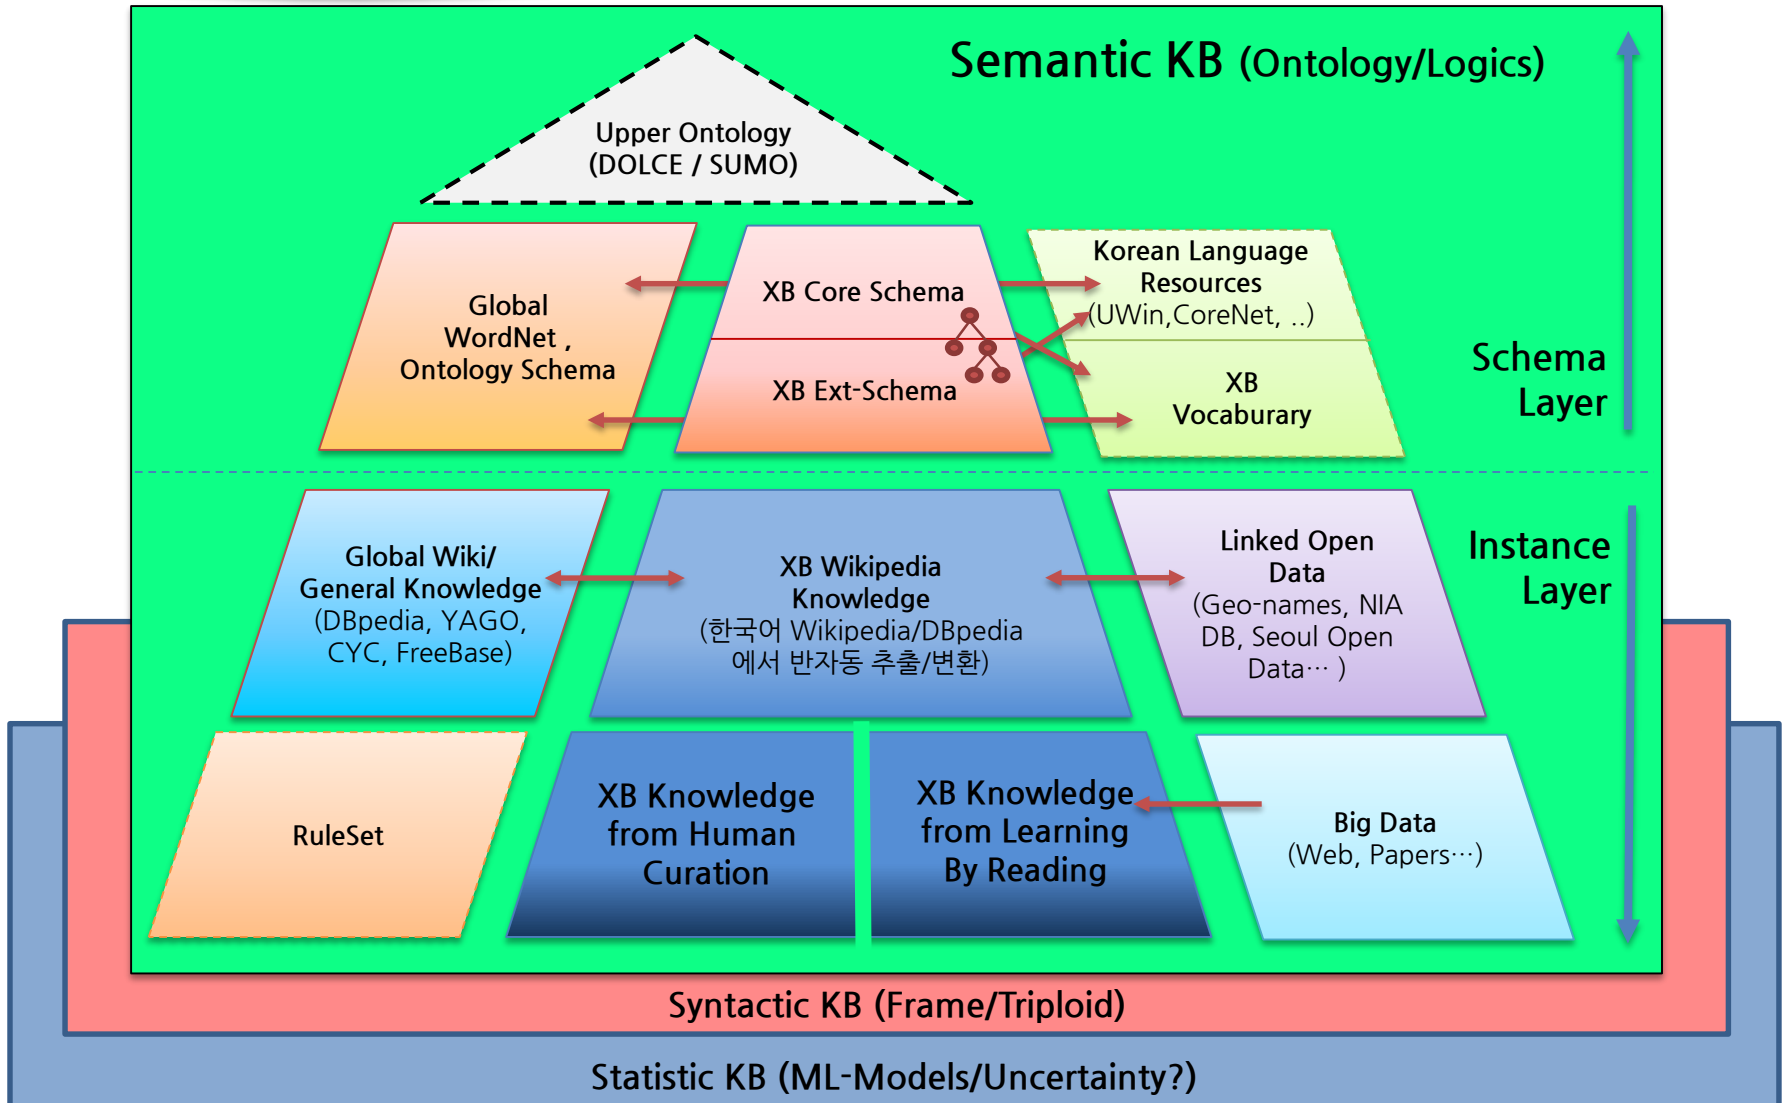 Semantic KB (Ontology/Logics)
Upper Ontology
(DOLCE / SUMO)
Global
WordNet ,
Ontology Schema
XB Core Schema
XB Ext-Schema
Korean Language
Resources
(UWin,CoreNet, ..)
XB
Vocaburary
Schema
Layer
Global Wiki/
General Knowledge
(DBpedia, YAGO,
CYC, FreeBase)
XB Wikipedia
Knowledge
(한국어 Wikipedia/DBpedia
에서 반자동 추출/변환)
Linked Open
Data
(Geo-names, NIA
DB, Seoul Open
Data… )
Instance
Layer
RuleSet
XB Knowledge
from Human
Curation
XB Knowledge
from Learning
By Reading
Big Data
(Web, Papers…)
Syntactic KB (Frame/Triploid)
Statistic KB (ML-Models/Uncertainty?)